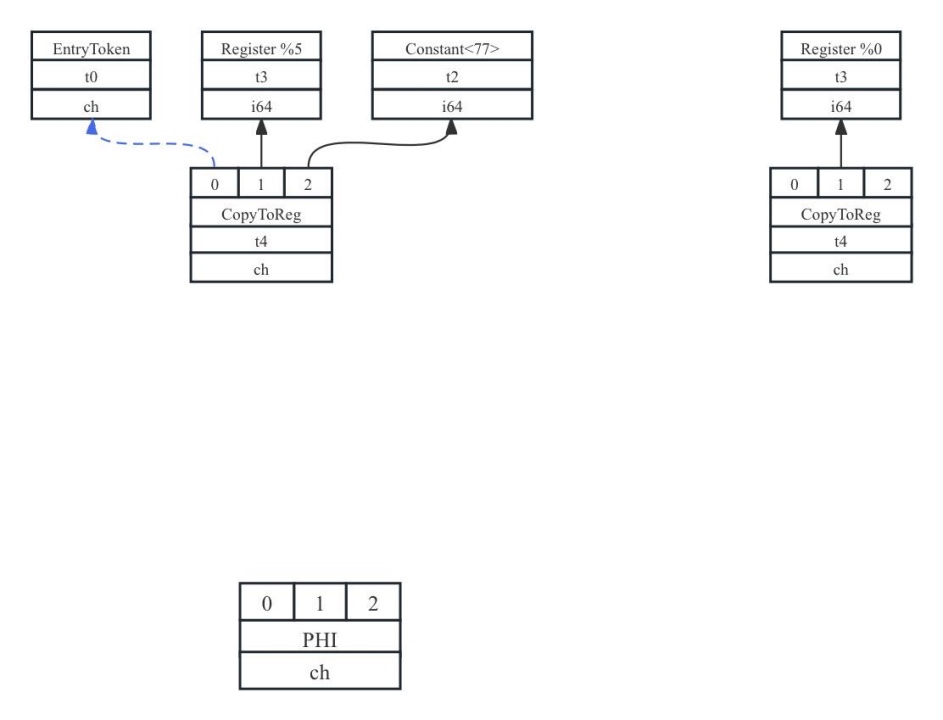 EntryToken
t0
ch
Register %5
t3
i64
Constant<77>
t2
i64
Register %0
t3
i64
0 1 2
CopyToReg
t4
ch
0 1 2
CopyToReg
t4
ch
0 1 2
PHI
ch